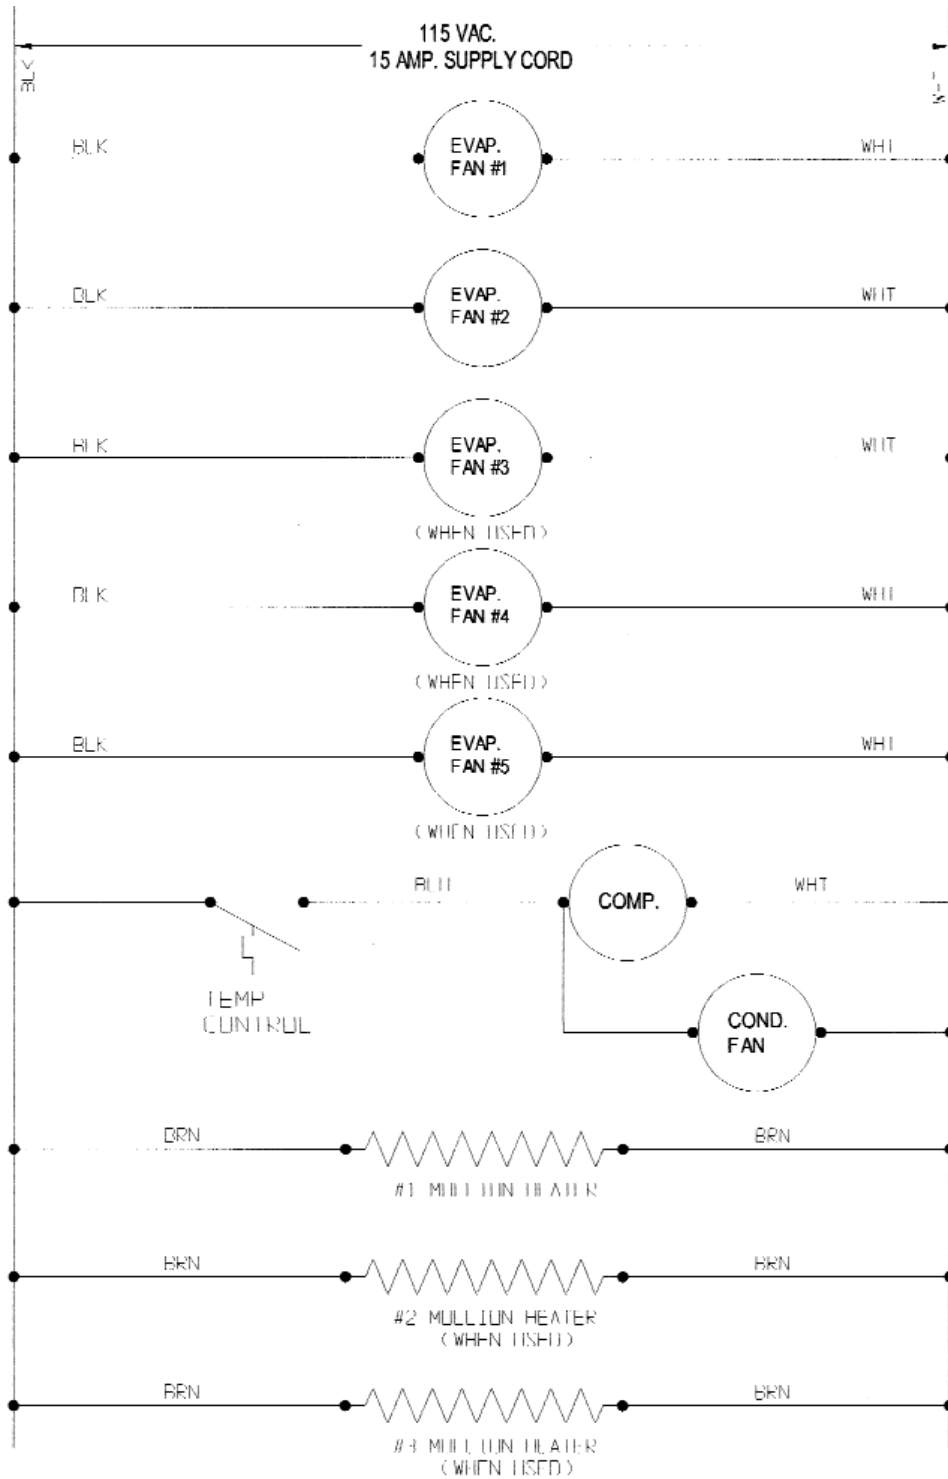 115 VAC.
15 AMP. SUPPLY CORD
BLK
BLK
EVAP.
FAN #1
WHT
BLK
EVAP.
FAN #2
WHT
BLK
EVAP.
FAN #3
WHT
(WHEN USED)
BLK
EVAP.
FAN #4
WHT
(WHEN USED)
BLK
EVAP.
FAN #5
WHT
(WHEN USED)
BLU
COMP.
WHT
TEMP
CONTROL
COND.
FAN
BRN
BRN
#1 MULLION HEATER
BRN
BRN
#2 MULLION HEATER
(WHEN USED)
BRN
BRN
#3 MULLION HEATER
(WHEN USED)